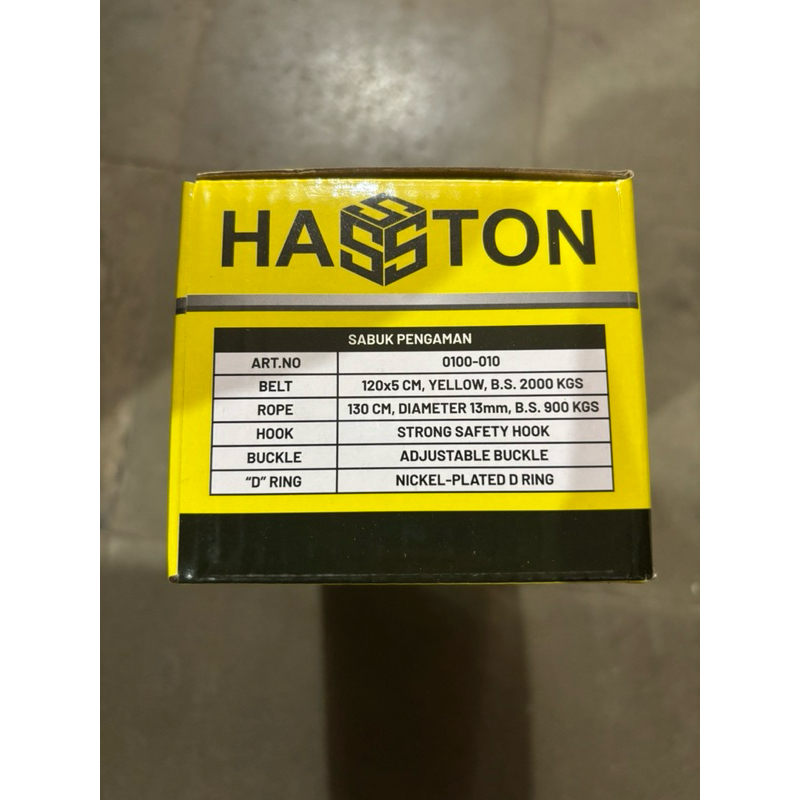 HASSTON
SABUK PENGAMAN
ART.NO 0100-010
BELT 120x5 CM, YELLOW, B.S. 2000 KGS
ROPE 130 CM, DIAMETER 13mm, B.S. 900 KGS
HOOK STRONG SAFETY HOOK
BUCKLE ADJUSTABLE BUCKLE
“D” RING NICKEL-PLATED D RING